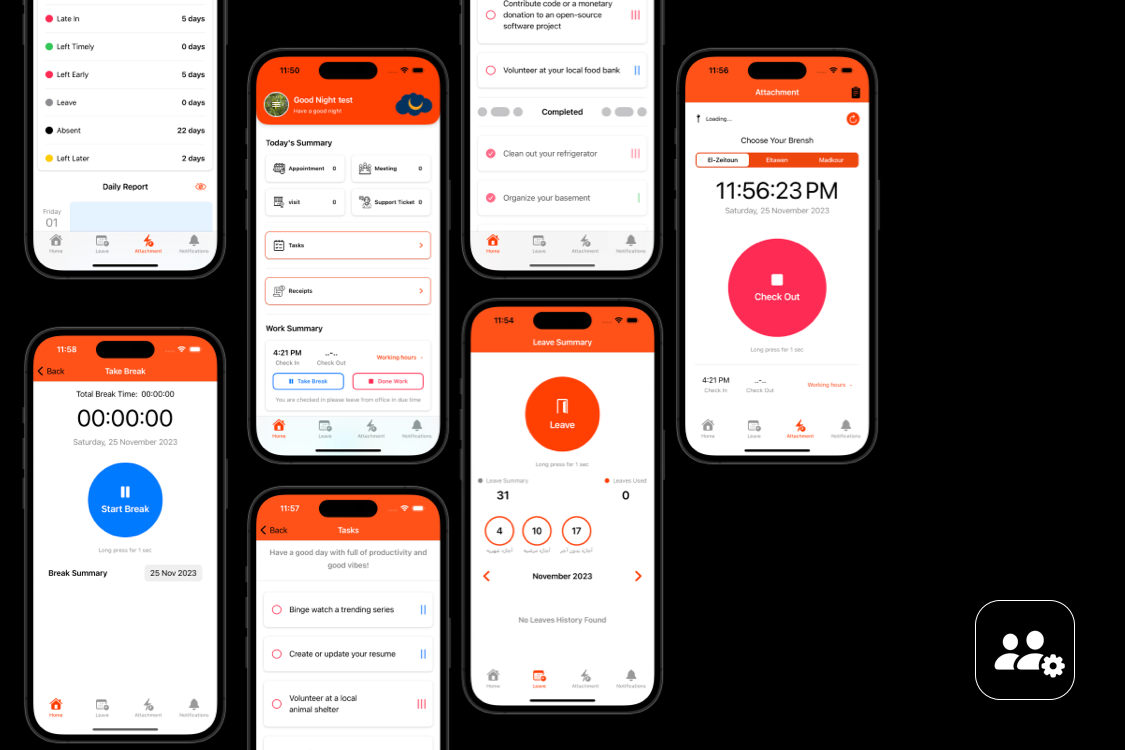 Late In 5 days
Left Timely 0 days
Left Early 5 days
Leave 0 days
Absent 22 days
Left Later 2 days
Daily Report
Friday
01
Home Leave Attachment Notifications
11:58
Back Take Break
Total Break Time: 00:00:00
00:00:00
Saturday, 25 November 2023
Start Break
Long press for 1 sec
Break Summary 25 Nov 2023
Home Leave Attachment Notifications
11:50
Good Night test
Have a good night
Today's Summary
Appointment 0 Meeting 0
visit 0 Support Ticket 0
Tasks
Receipts
Work Summary
4:21 PM --:--
Check In Check Out
Working hours -
Take Break Done Work
You are checked in please leave from office in due time
Home Leave Attachment Notifications
11:57
Back Tasks
Have a good day with full of productivity and
good vibes!
Binge watch a trending series
Create or update your resume
Volunteer at a local
animal shelter
Contribute code or a monetary
donation to an open-source
software project
Volunteer at your local food bank
Completed
Clean out your refrigerator
Organize your basement
Home Leave Attachment Notifications
11:54
Leave Summary
Leave
Long press for 1 sec
Leave Summary Leaves Used
31 0
4 10 17
اجازه شهريه اجازه مرضيه اجازه بدون أجر
November 2023
No Leaves History Found
Home Leave Attachment Notifications
11:56
Attachment
Loading...
Choose Your Brensh
El-Zeitoun Eltawen Madkour
11:56:23 PM
Saturday, 25 November 2023
Check Out
Long press for 1 sec
4:21 PM --:--
Check In Check Out
Working hours -
Home Leave Attachment Notifications